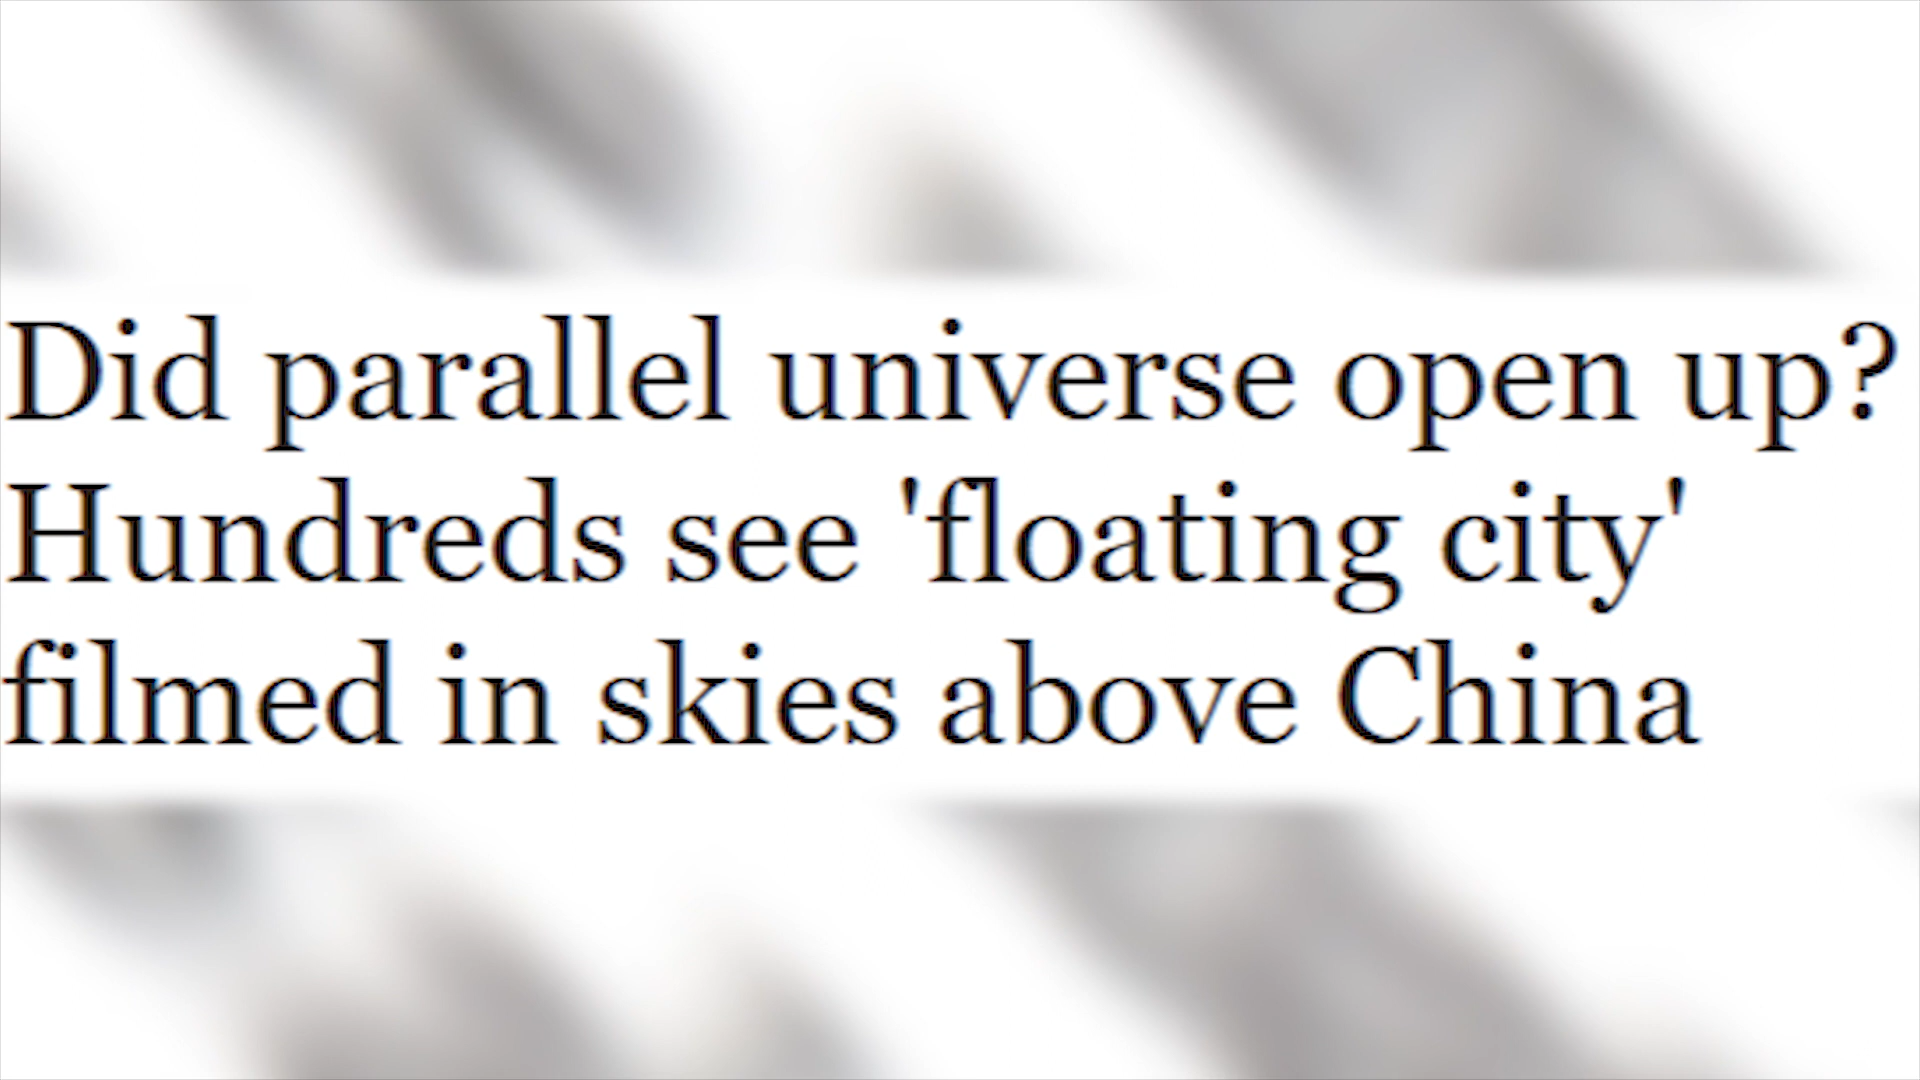 Did parallel universe open up?
Hundreds see 'floating city'
filmed in skies above China